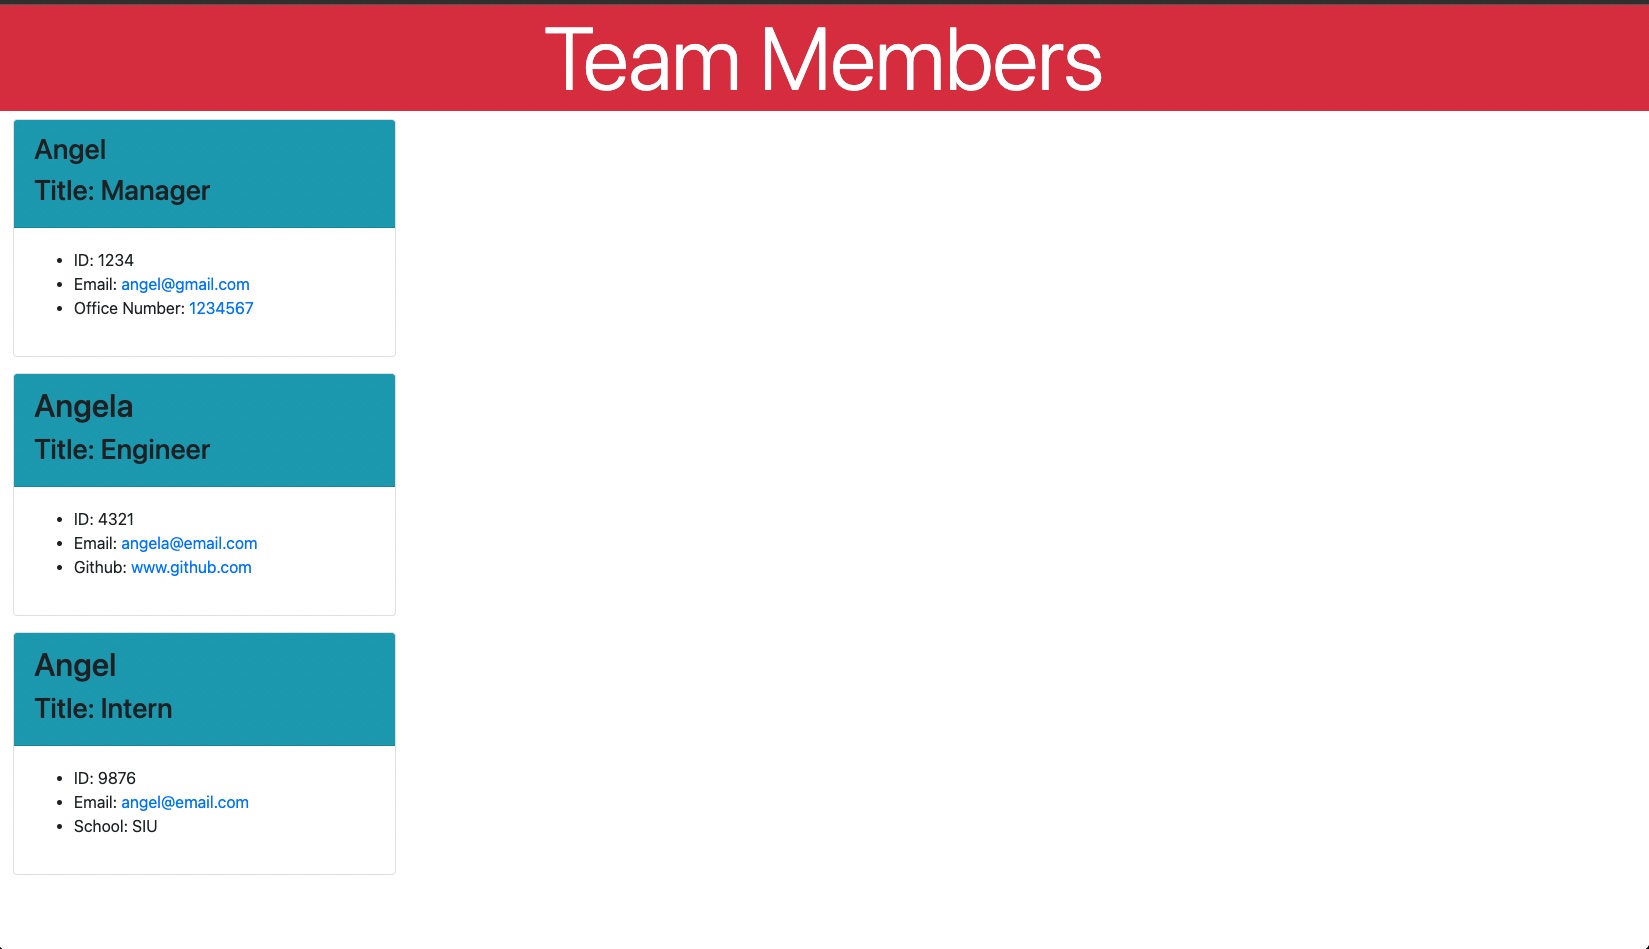 Team Members
Angel
Title: Manager
ID: 1234
Email: angel@gmail.com
Office Number: 1234567
Angela
Title: Engineer
ID: 4321
Email: angela@email.com
Github: www.github.com
Angel
Title: Intern
ID: 9876
Email: angel@email.com
School: SIU